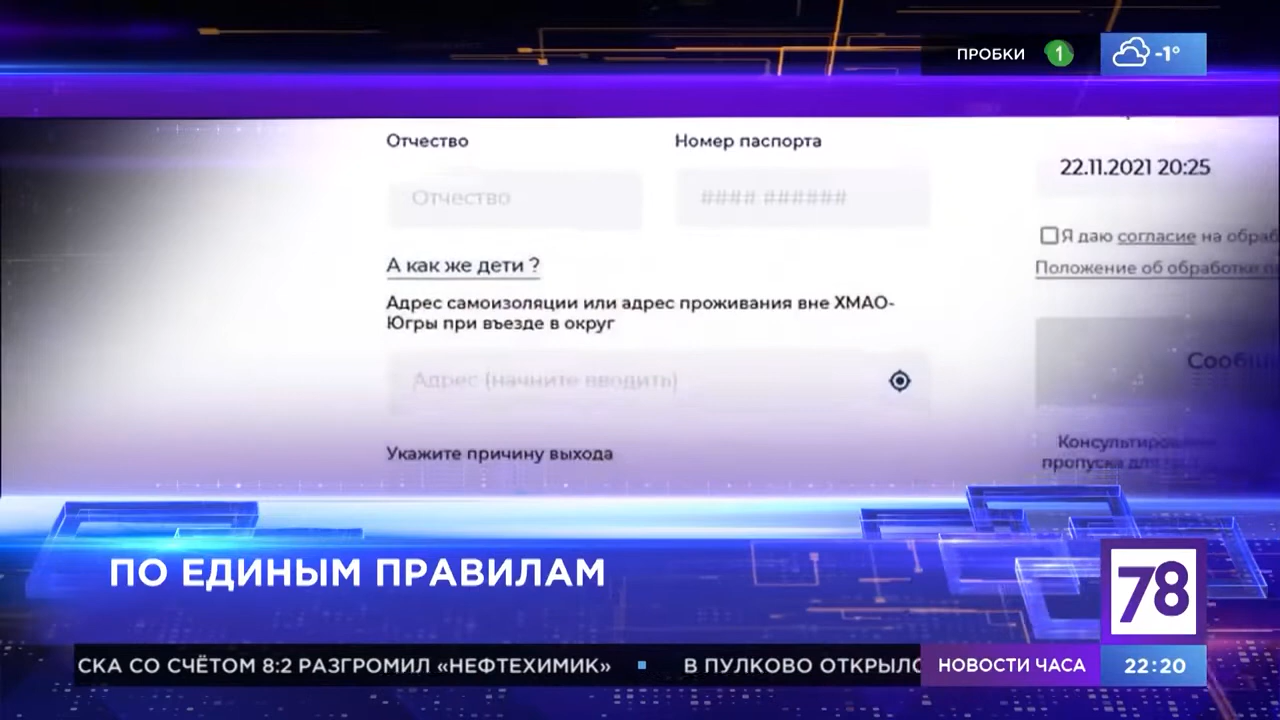 ПРОБКИ 1 -1°
Отчество
Номер паспорта
Отчество
#### ######
22.11.2021 20:25
А как же дети ?
Я даю согласие на
Положение об обработке
Адрес самоизоляции или адрес проживания вне ХМАО-
Югры при въезде в округ
Адрес (начните вводить)
Укажите причину выхода
пропуска для
ПО ЕДИНЫМ ПРАВИЛАМ
78
СКА СО СЧЁТОМ 8:2 РАЗГРОМИЛ «НЕФТЕХИМИК» ▪ В ПУЛКОВО
НОВОСТИ ЧАСА
22:20